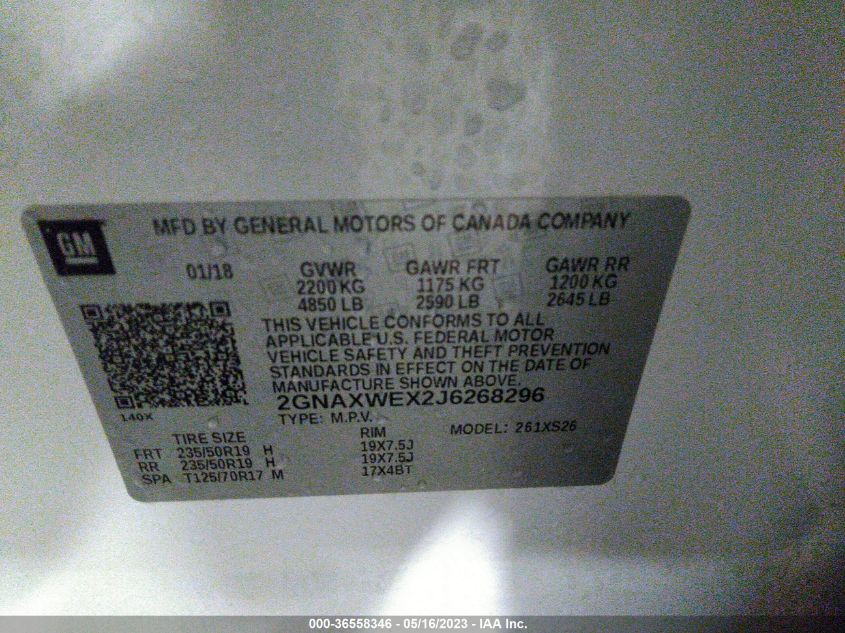 GM
MFD BY GENERAL MOTORS OF CANADA COMPANY
01/18 GVWR GAWR FRT GAWR RR
2200 KG 1175 KG 1200 KG
4850 LB 2590 LB 2645 LB
THIS VEHICLE CONFORMS TO ALL
APPLICABLE U.S. FEDERAL MOTOR
VEHICLE SAFETY AND THEFT PREVENTION
STANDARDS IN EFFECT ON THE DATE OF
MANUFACTURE SHOWN ABOVE.
2GNAXWEX2J6268296
140X
TYPE: M.P.V. MODEL: 261XS26
TIRE SIZE RIM
FRT 235/50R19 H 19X7.5J
RR 235/50R19 H 19X7.5J
SPA T125/70R17 M 17X4BT
000-36558346 - 05/16/2023 - IAA Inc.